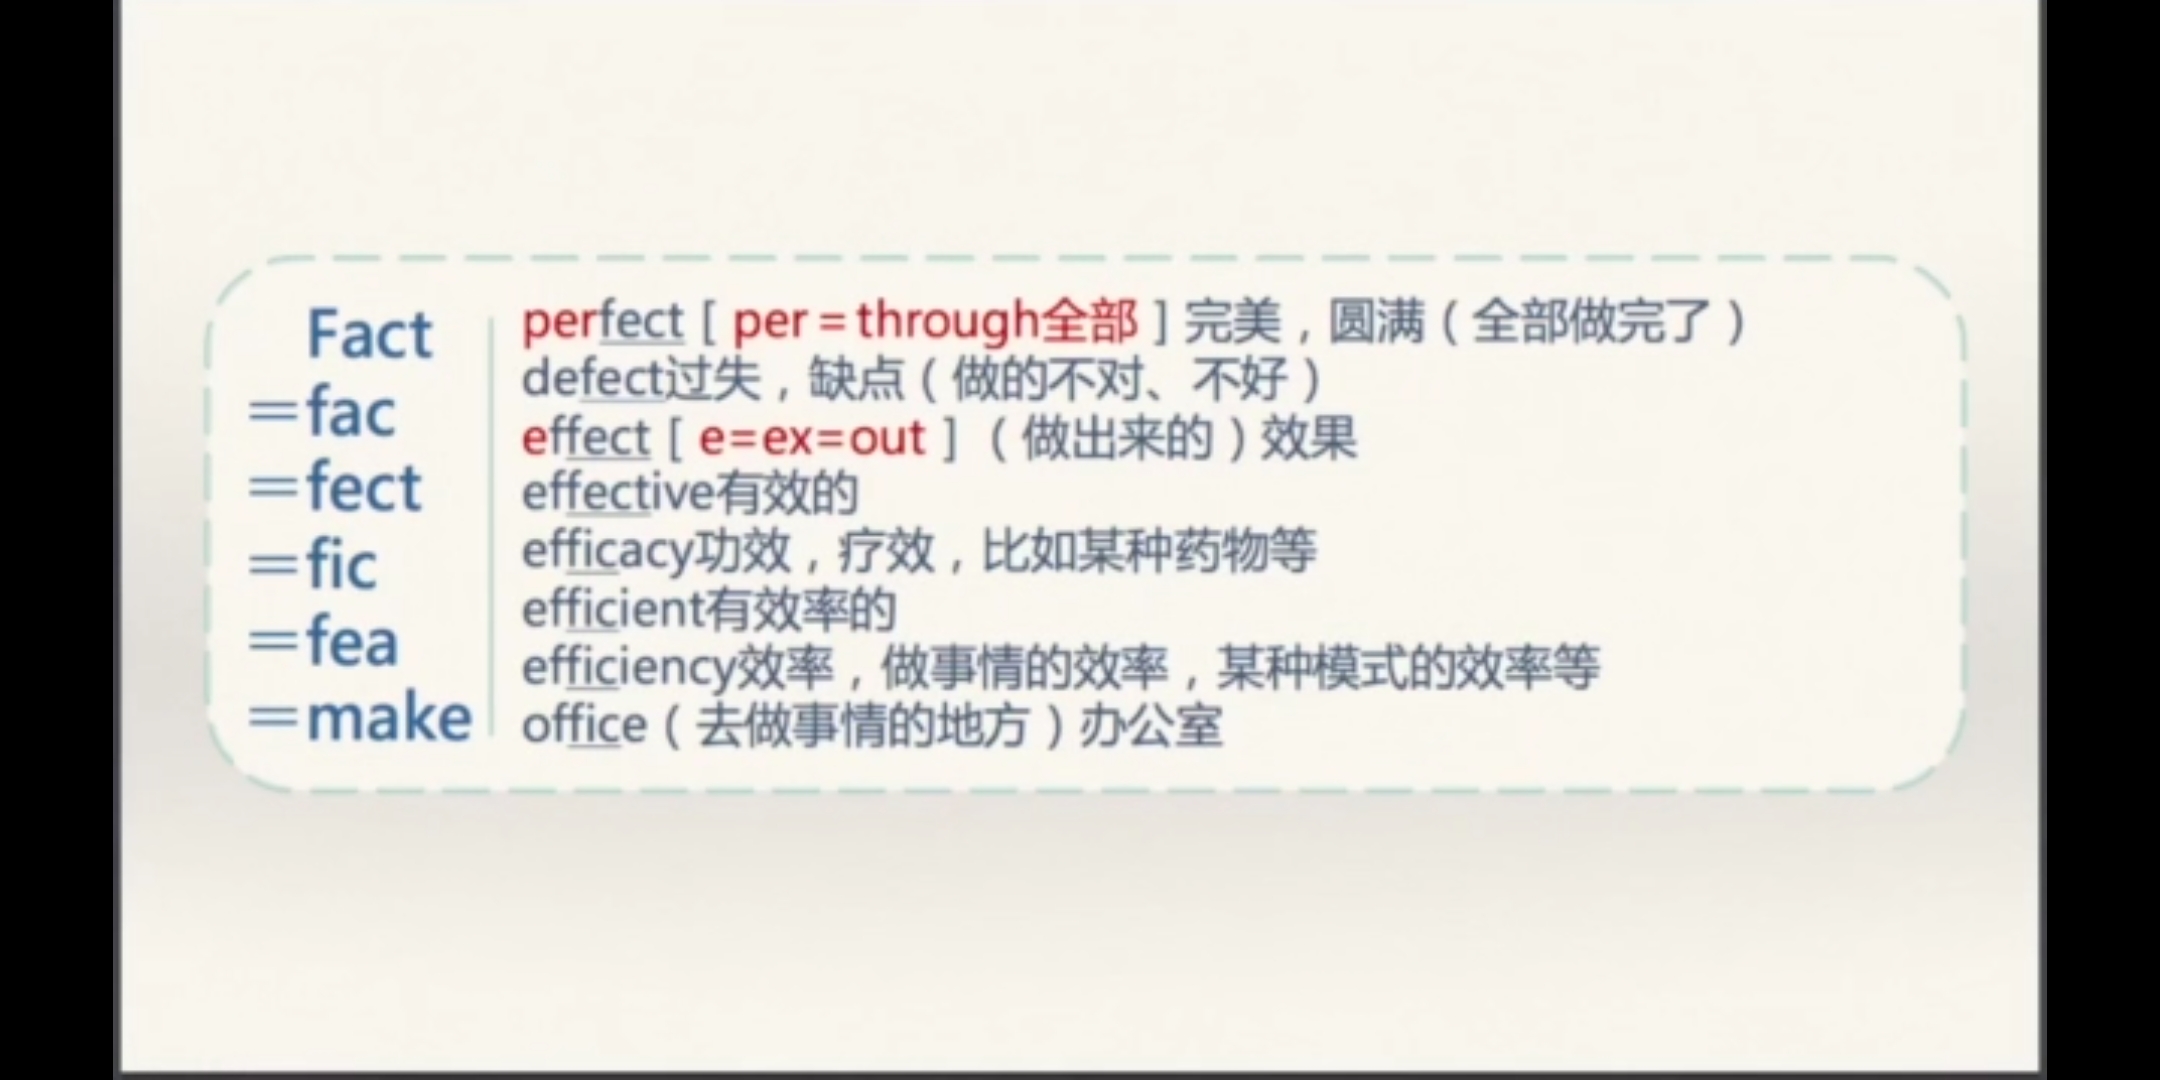 Fact
=fac
=fect
=fic
=fea
=make
perfect [ per = through全部 ] 完美，圆满（全部做完了）
defect过失，缺点（做的不对、不好）
effect [ e=ex=out ]（做出来的）效果
effective有效的
efficacy功效，疗效，比如某种药物等
efficient有效率的
efficiency效率，做事情的效率，某种模式的效率等
office（去做事情的地方）办公室